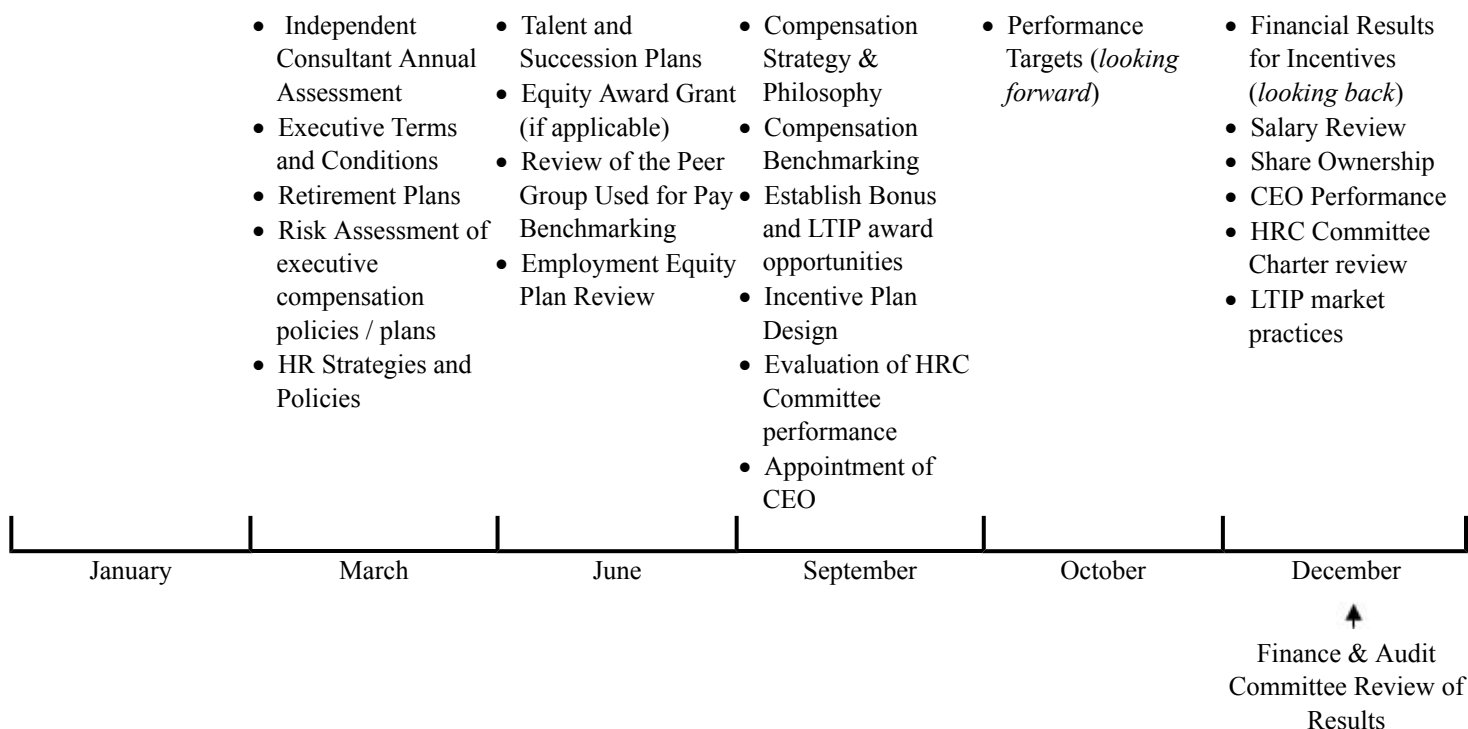 • Independent
Consultant Annual
Assessment
• Executive Terms
and Conditions
• Retirement Plans
• Risk Assessment of
executive
compensation
policies / plans
• HR Strategies and
Policies
• Talent and
Succession Plans
• Equity Award Grant
(if applicable)
• Review of the Peer
Group Used for Pay
Benchmarking
• Employment Equity
Plan Review
• Compensation
Strategy &
Philosophy
• Compensation
Benchmarking
• Establish Bonus
and LTIP award
opportunities
• Incentive Plan
Design
• Evaluation of HRC
Committee
performance
• Appointment of
CEO
• Performance
Targets (looking
forward)
• Financial Results
for Incentives
(looking back)
• Salary Review
• Share Ownership
• CEO Performance
• HRC Committee
Charter review
• LTIP market
practices
January March June September October December
Finance & Audit
Committee Review of
Results